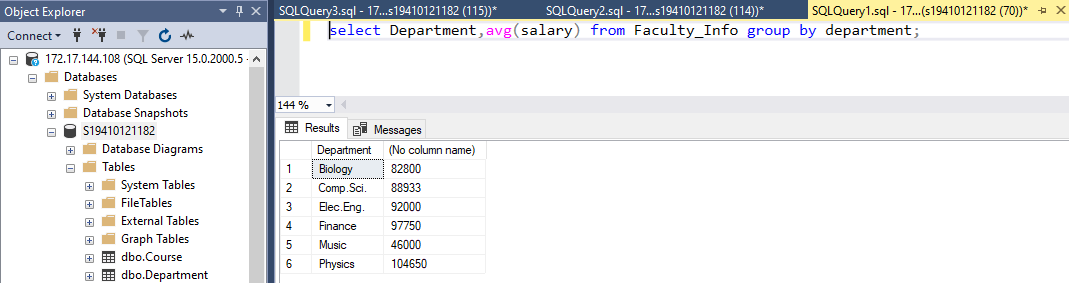 Object Explorer
Connect
172.17.144.108 (SQL Server 15.0.2000.5 -
Databases
System Databases
Database Snapshots
S19410121182
Database Diagrams
Tables
System Tables
FileTables
External Tables
Graph Tables
dbo.Course
dbo.Department
SQLQuery3.sql - 17...s19410121182 (115))*
SQLQuery2.sql - 17...s19410121182 (114))*
SQLQuery1.sql - 17...(s19410121182 (70))*
select Department,avg(salary) from Faculty_Info group by department;
144 %
Results
Messages
Department (No column name)
1 Biology 82800
2 Comp.Sci. 88933
3 Elec.Eng. 92000
4 Finance 97750
5 Music 46000
6 Physics 104650